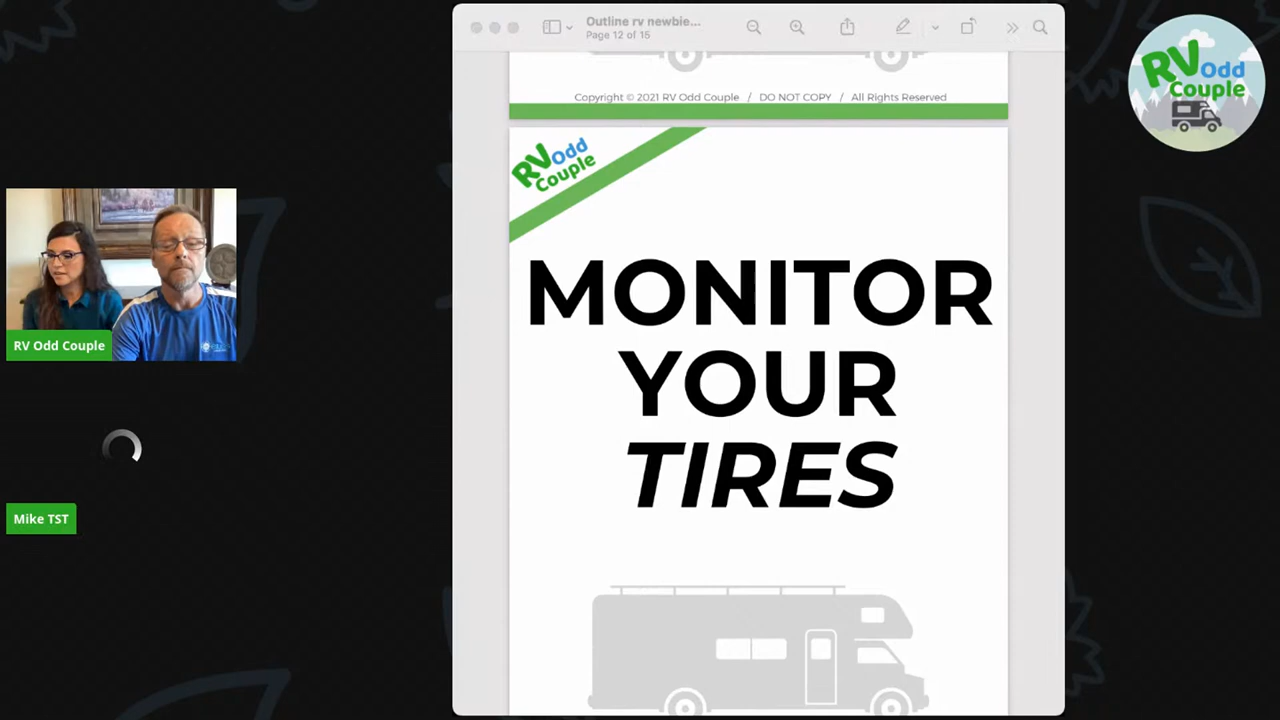 Outline rv newbie...
Page 12 of 15
RV Odd
Couple
Copyright © 2021 RV Odd Couple / DO NOT COPY / All Rights Reserved
RV Odd
Couple
MONITOR
YOUR
TIRES
RV Odd Couple
Mike TST